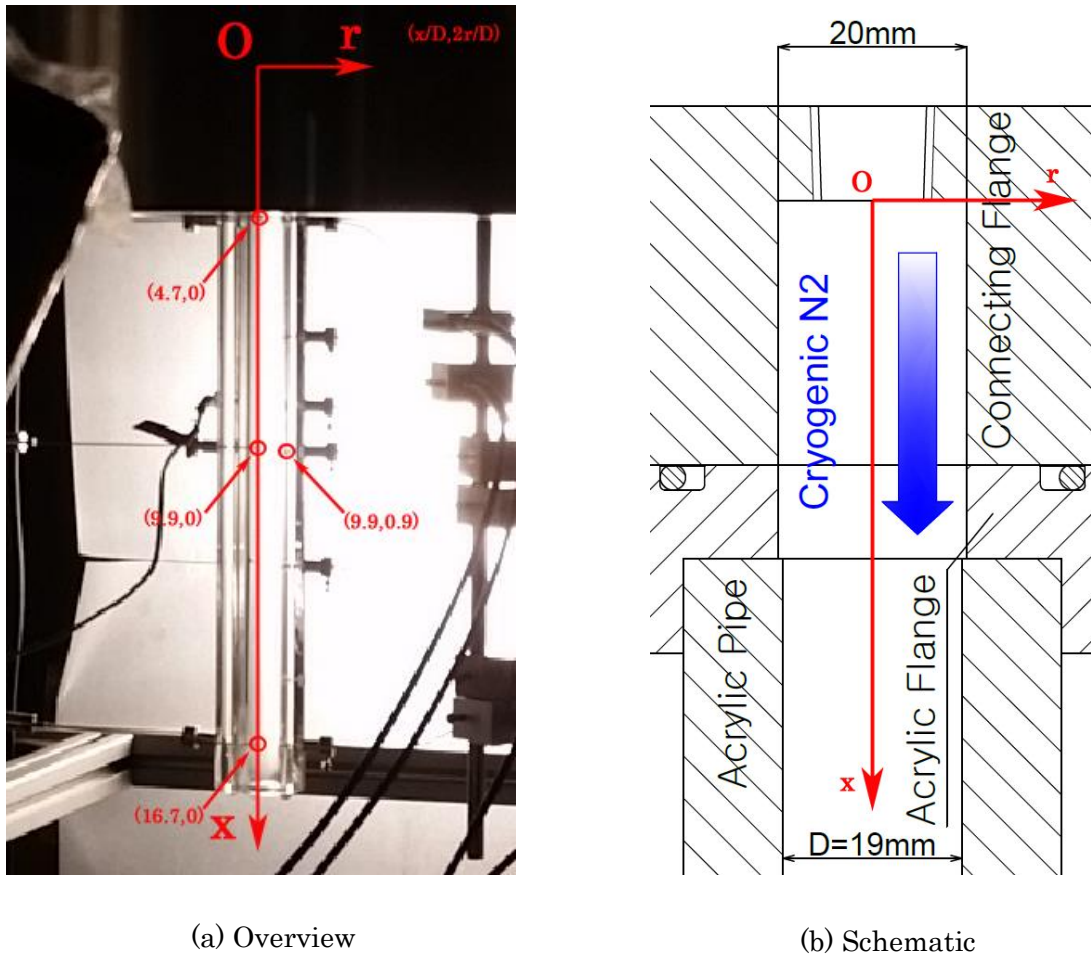 O
r
(x/D,2r/D)
(4.7,0)
(9.9,0)
(9.9,0.9)
(16.7,0)
x
(a) Overview
20mm
O
r
Connecting Flange
Cryogenic N2
Acrylic Pipe
Acrylic Flange
x
D=19mm
(b) Schematic